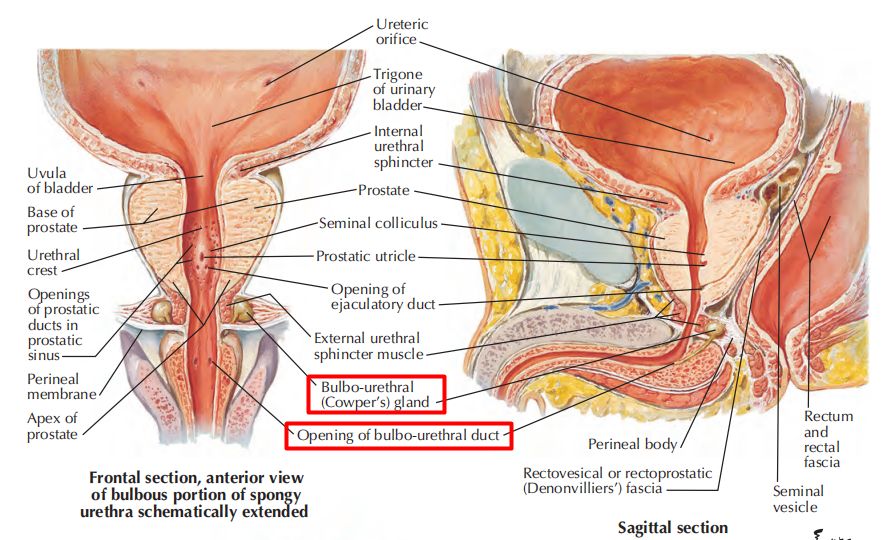 Ureteric
orifice
Trigone
of urinary
bladder
Internal
urethral
sphincter
Uvula
of bladder
Prostate
Base of
prostate
Seminal colliculus
Urethral
crest
Prostatic utricle
Openings
of prostatic
ducts in
prostatic
sinus
Opening of
ejaculatory duct
External urethral
sphincter muscle
Perineal
membrane
Bulbo-urethral
(Cowper's) gland
Apex of
prostate
Opening of bulbo-urethral duct
Perineal body
Rectum
and
rectal
fascia
Rectovesical or rectoprostatic
(Denonvilliers') fascia
Seminal
vesicle
Frontal section, anterior view
of bulbous portion of spongy
urethra schematically extended
Sagittal section